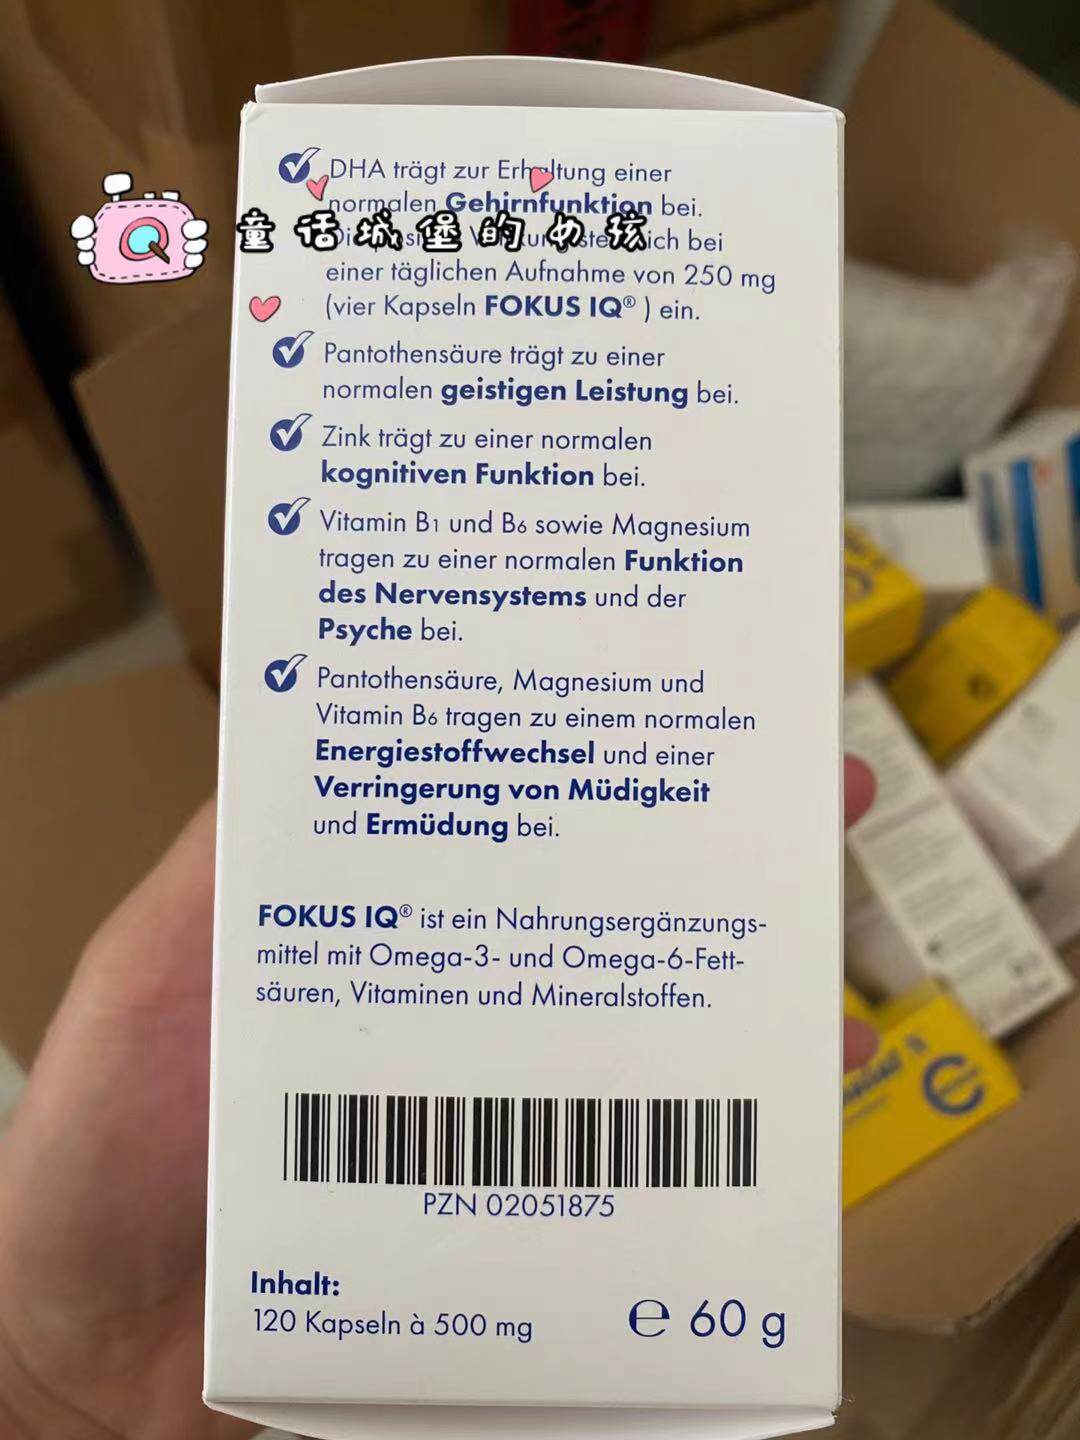 DHA trägt zur Erhaltung einer
normalen Gehirnfunktion bei.
童话城堡的女孩
ich bei
einer täglichen Aufnahme von 250 mg
(vier Kapseln FOKUS IQ® ) ein.
Pantothensäure trägt zu einer
normalen geistigen Leistung bei.
Zink trägt zu einer normalen
kognitiven Funktion bei.
Vitamin B1 und B6 sowie Magnesium
tragen zu einer normalen Funktion
des Nervensystems und der
Psyche bei.
Pantothensäure, Magnesium und
Vitamin B6 tragen zu einem normalen
Energiestoffwechsel und einer
Verringerung von Müdigkeit
und Ermüdung bei.
FOKUS IQ® ist ein Nahrungsergänzungs-
mittel mit Omega-3- und Omega-6-Fett-
säuren, Vitaminen und Mineralstoffen.
PZN 02051875
Inhalt:
120 Kapseln à 500 mg
℮ 60 g